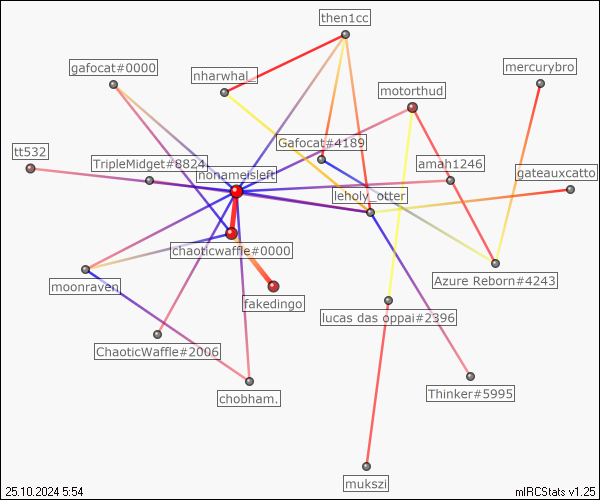 then1cc
gafocat#0000
nharwhal_
mercurybro
motorthud
Gafocat#4189
tt532
TripleMidget#8824
amah1246
nonameisleft
gateauxcatto
leholy_otter
chaoticwaffle#0000
Azure Reborn#4243
moonraven
fakedingo
lucas das oppai#2396
ChaoticWaffle#2006
Thinker#5995
chobham.
mukszi
25.10.2024 5:54
mIRCStats v1.25